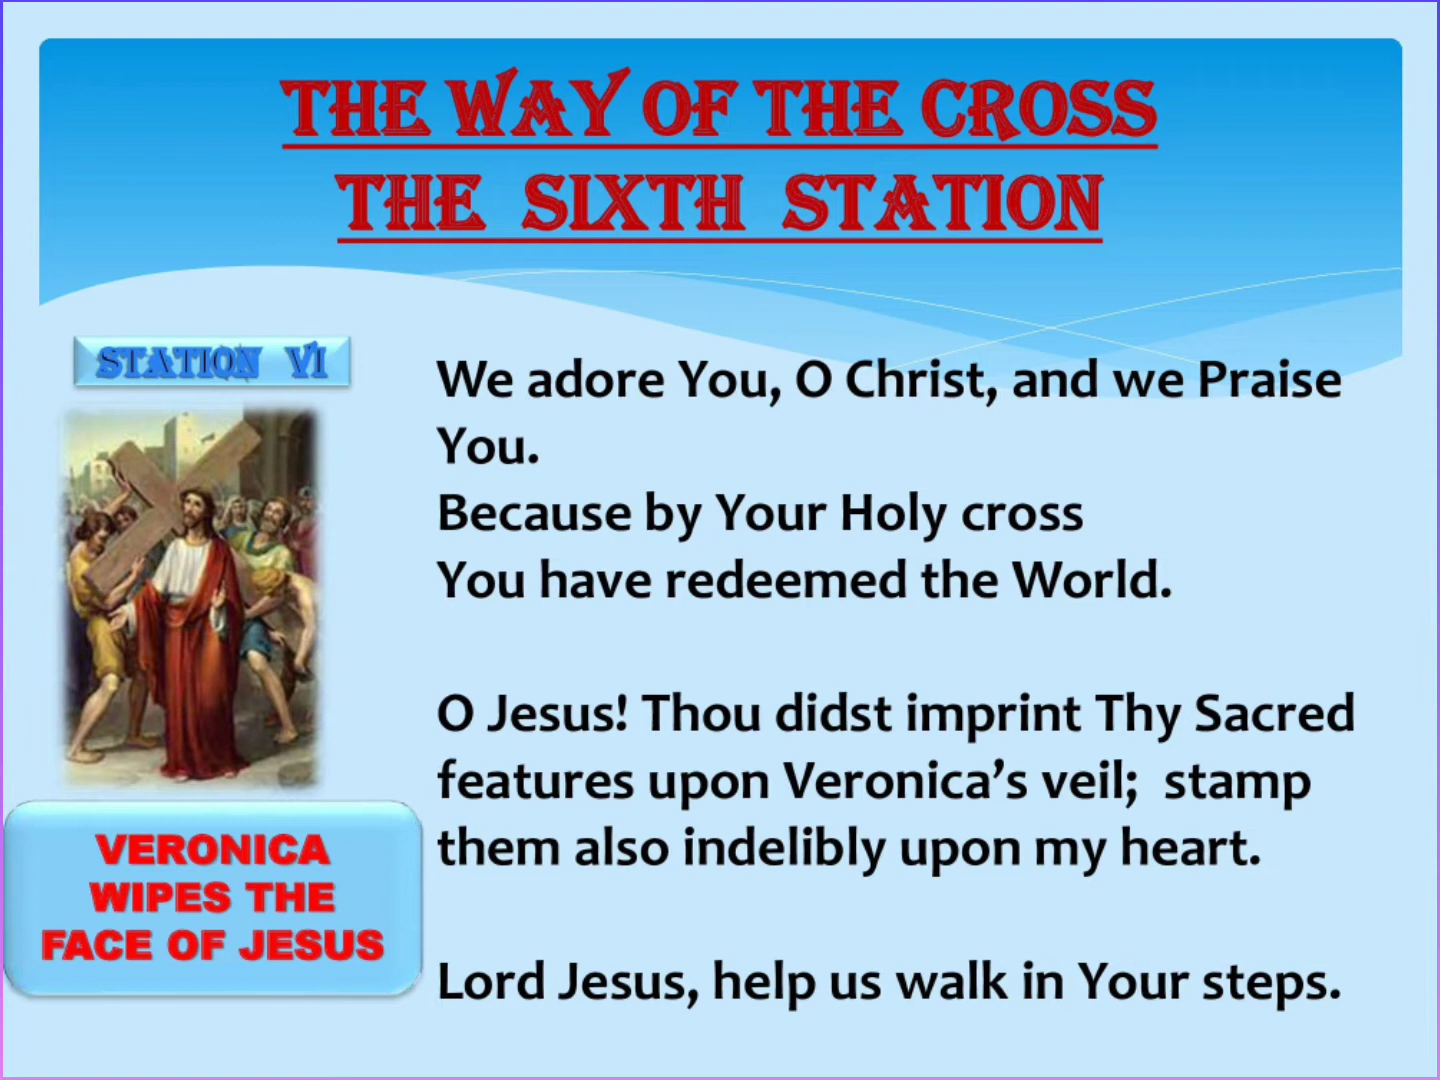 THE WAY OF THE CROSS
THE SIXTH STATION
STATION VI
We adore You, O Christ, and we Praise
You.
Because by Your Holy cross
You have redeemed the World.
O Jesus! Thou didst imprint Thy Sacred
features upon Veronica’s veil; stamp
them also indelibly upon my heart.
Lord Jesus, help us walk in Your steps.
VERONICA
WIPES THE
FACE OF JESUS